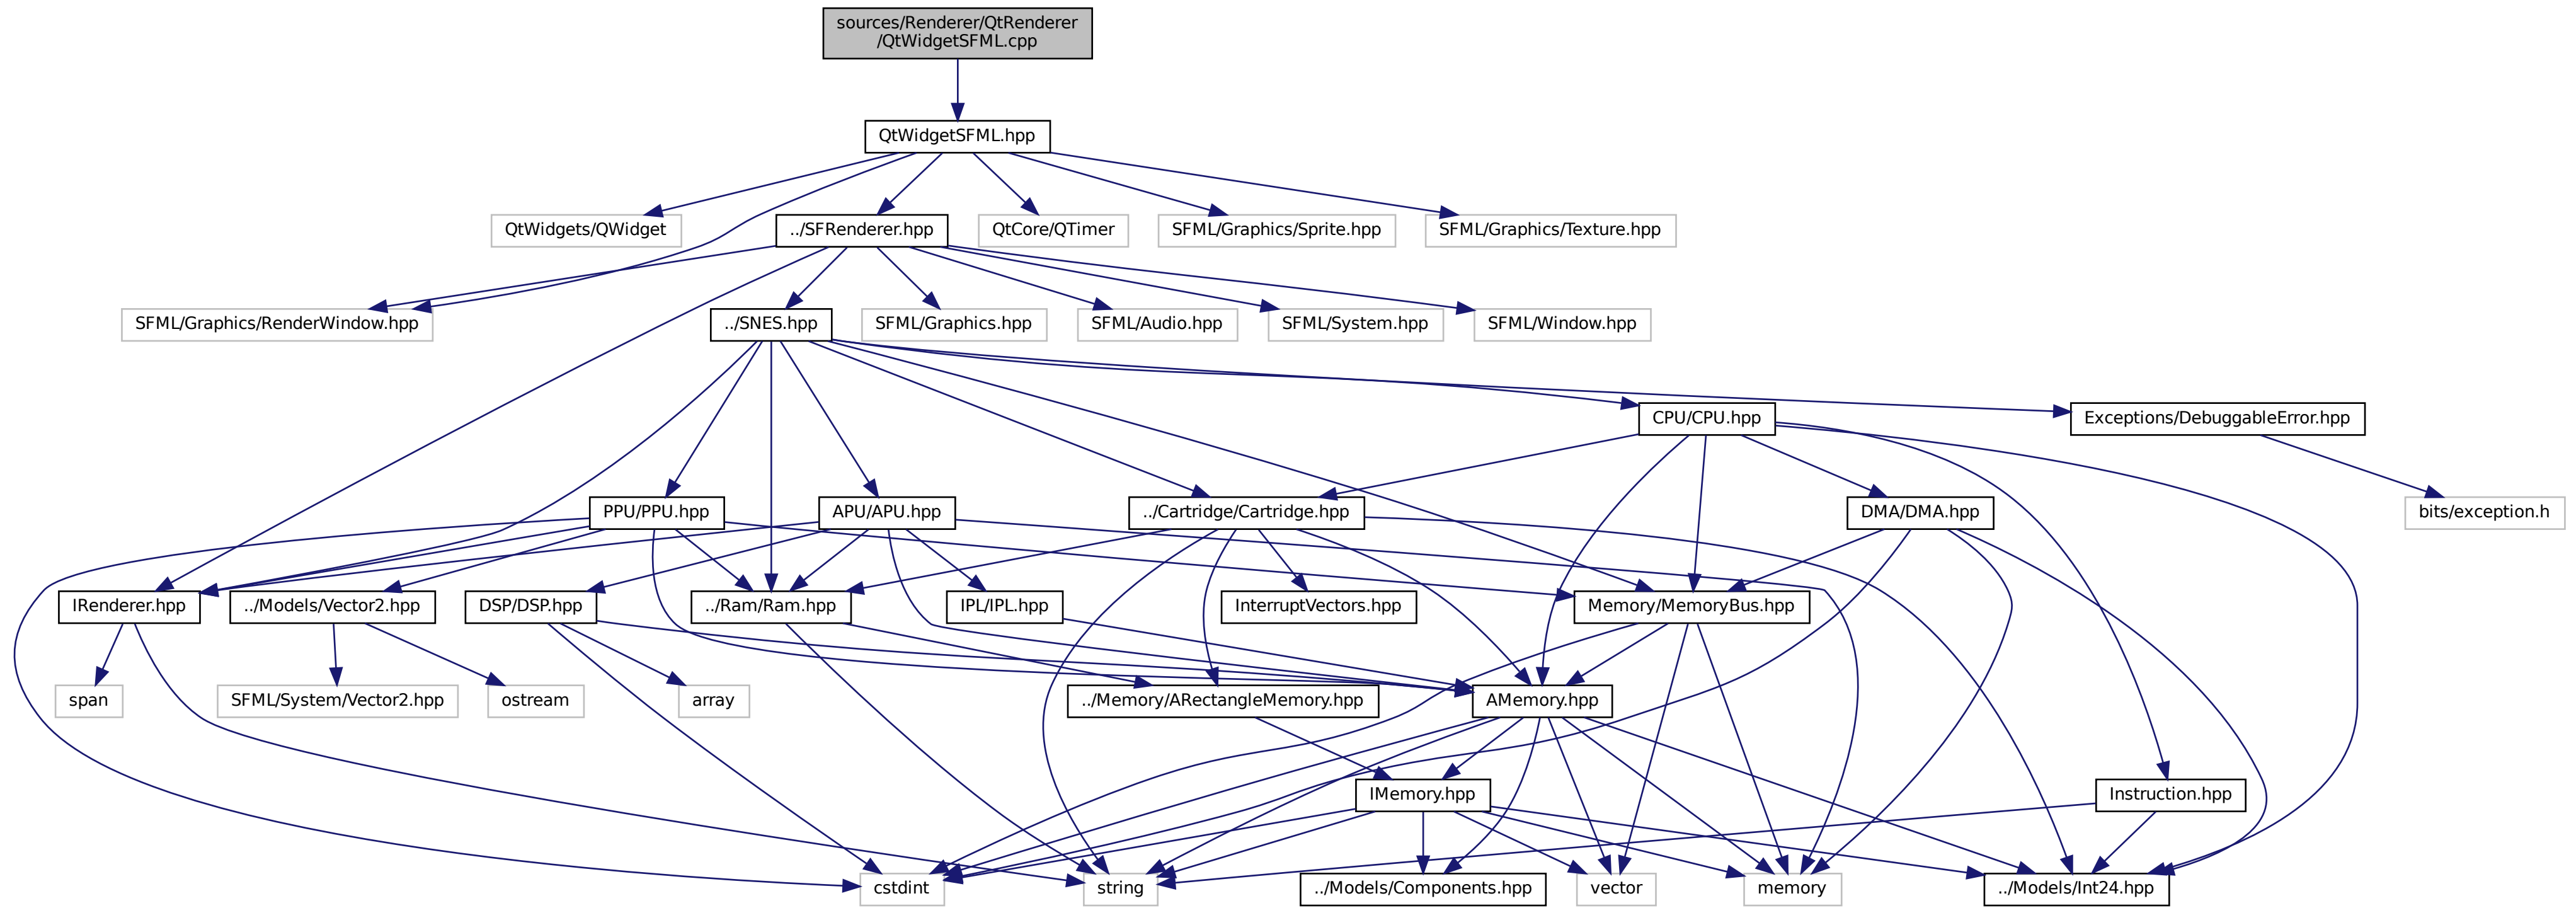 sources/Renderer/QtRenderer
/QtWidgetSFML.cpp
QtWidgetSFML.hpp
QtWidgets/QWidget
../SFRenderer.hpp
QtCore/QTimer
SFML/Graphics/Sprite.hpp
SFML/Graphics/Texture.hpp
SFML/Graphics/RenderWindow.hpp
../SNES.hpp
SFML/Graphics.hpp
SFML/Audio.hpp
SFML/System.hpp
SFML/Window.hpp
CPU/CPU.hpp
Exceptions/DebuggableError.hpp
PPU/PPU.hpp
APU/APU.hpp
../Cartridge/Cartridge.hpp
DMA/DMA.hpp
bits/exception.h
IRenderer.hpp
../Models/Vector2.hpp
DSP/DSP.hpp
../Ram/Ram.hpp
IPL/IPL.hpp
InterruptVectors.hpp
Memory/MemoryBus.hpp
span
SFML/System/Vector2.hpp
ostream
array
../Memory/ARectangleMemory.hpp
AMemory.hpp
IMemory.hpp
Instruction.hpp
cstdint
string
../Models/Components.hpp
vector
memory
../Models/Int24.hpp